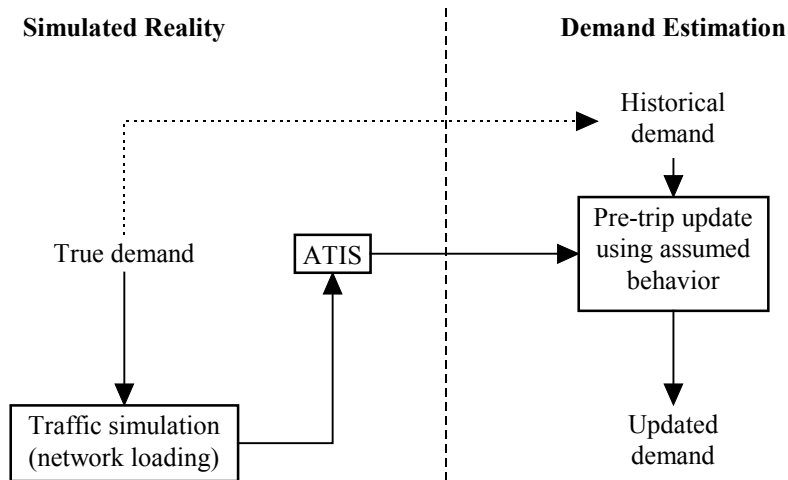 Simulated Reality
Demand Estimation
Historical
demand
True demand
ATIS
Pre-trip update
using assumed
behavior
Traffic simulation
(network loading)
Updated
demand